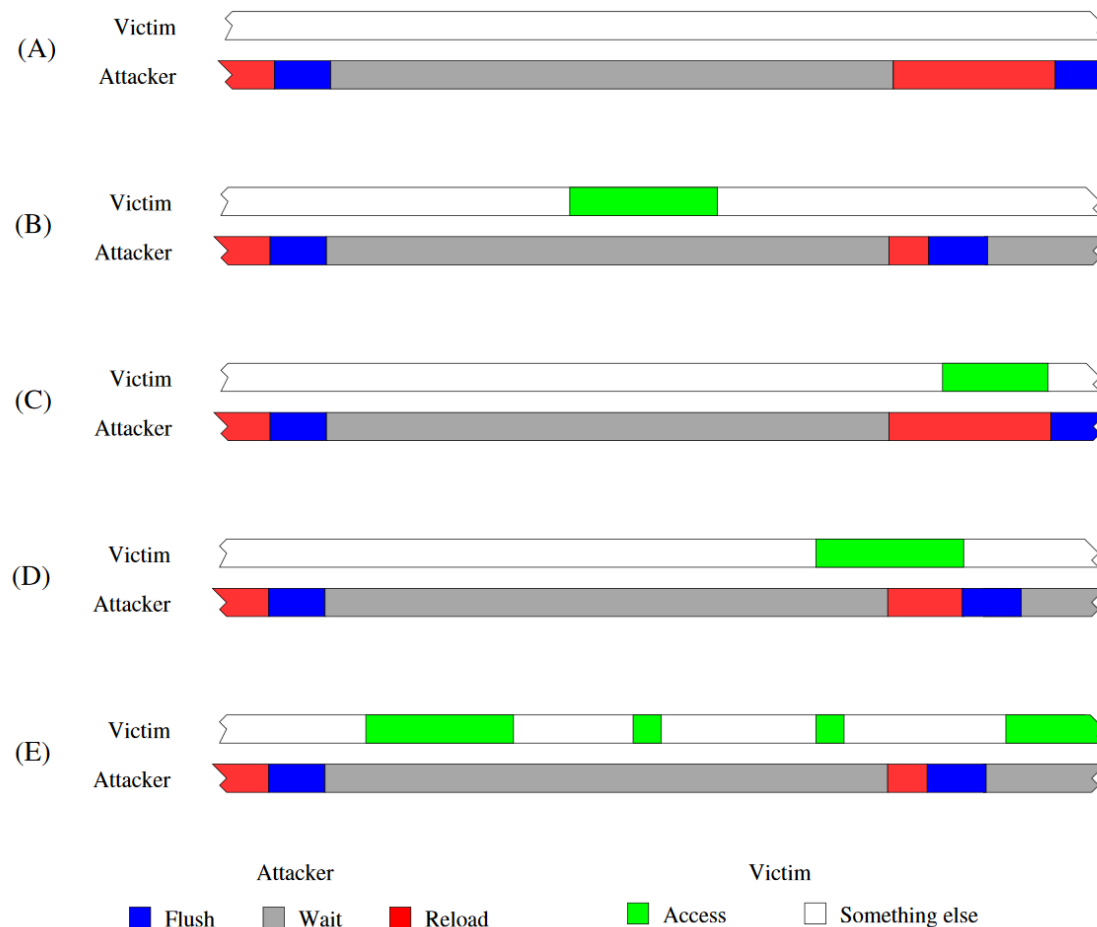 (A)
Victim
Attacker
(B)
Victim
Attacker
(C)
Victim
Attacker
(D)
Victim
Attacker
(E)
Victim
Attacker
Attacker Victim
Flush Wait Reload Access Something else